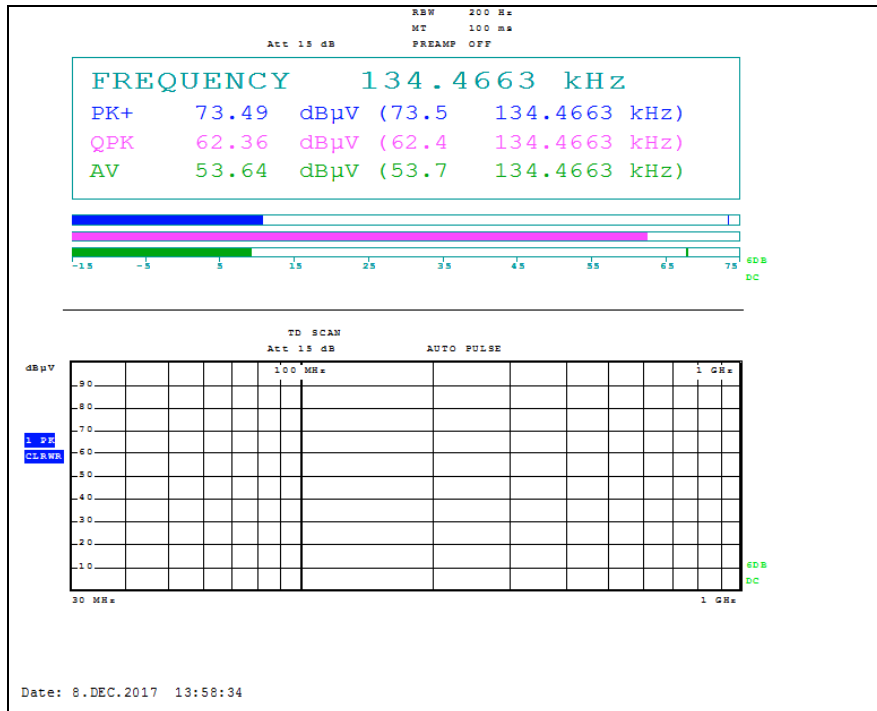 RBW 200 Hz
MT 100 ms
Att 15 dB PREAMP OFF
FREQUENCY 134.4663 kHz
PK+ 73.49 dBµV (73.5 134.4663 kHz)
QPK 62.36 dBµV (62.4 134.4663 kHz)
AV 53.64 dBµV (53.7 134.4663 kHz)
-15 -5 5 15 25 35 45 55 65 75 6DB
DC
TD SCAN
Att 15 dB AUTO PULSE
dBµV 100 MHz 1 GHz
90
80
70
1 PK
CLRWR 60
50
40
30
20
10 6DB
DC
30 MHz 1 GHz
Date: 8.DEC.2017 13:58:34